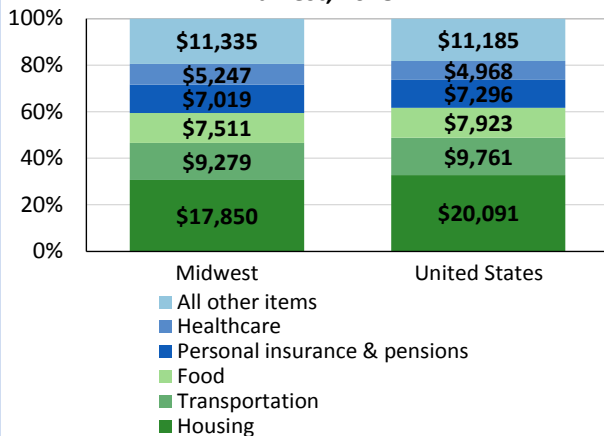 100%
80%
60%
40%
20%
0%
$11,335
$5,247
$7,019
$7,511
$9,279
$17,850
$11,185
$4,968
$7,296
$7,923
$9,761
$20,091
Midwest
United States
All other items
Healthcare
Personal insurance & pensions
Food
Transportation
Housing